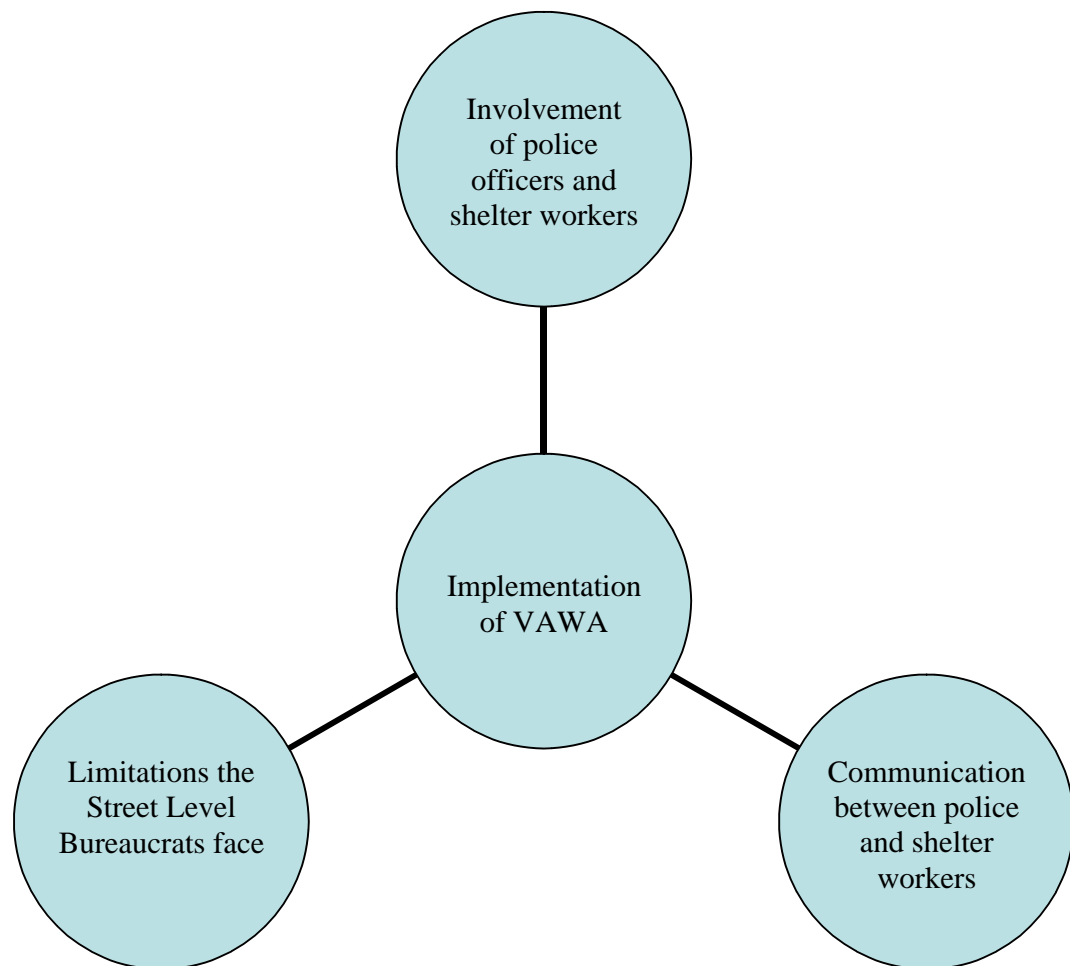 Involvement
of police
officers and
shelter workers
Implementation
of VAWA
Limitations the
Street Level
Bureaucrats face
Communication
between police
and shelter
workers